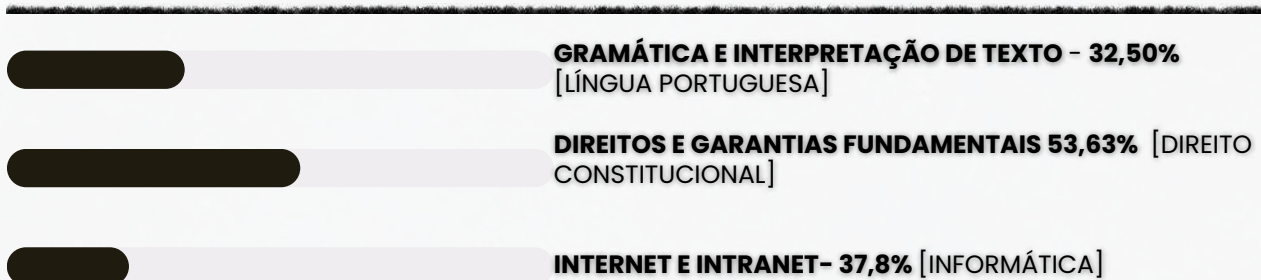 GRAMÁTICA E INTERPRETAÇÃO DE TEXTO - 32,50%
[LÍNGUA PORTUGUESA]
DIREITOS E GARANTIAS FUNDAMENTAIS 53,63% [DIREITO
CONSTITUCIONAL]
INTERNET E INTRANET- 37,8% [INFORMÁTICA]